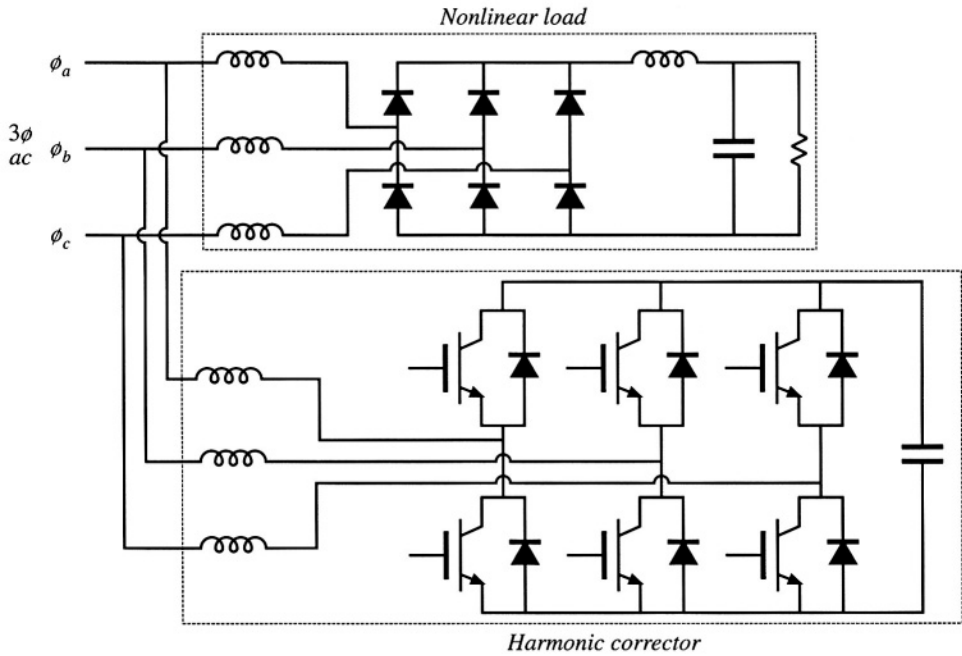 Nonlinear load
ϕa
3ϕ
ac
ϕb
ϕc
Harmonic corrector